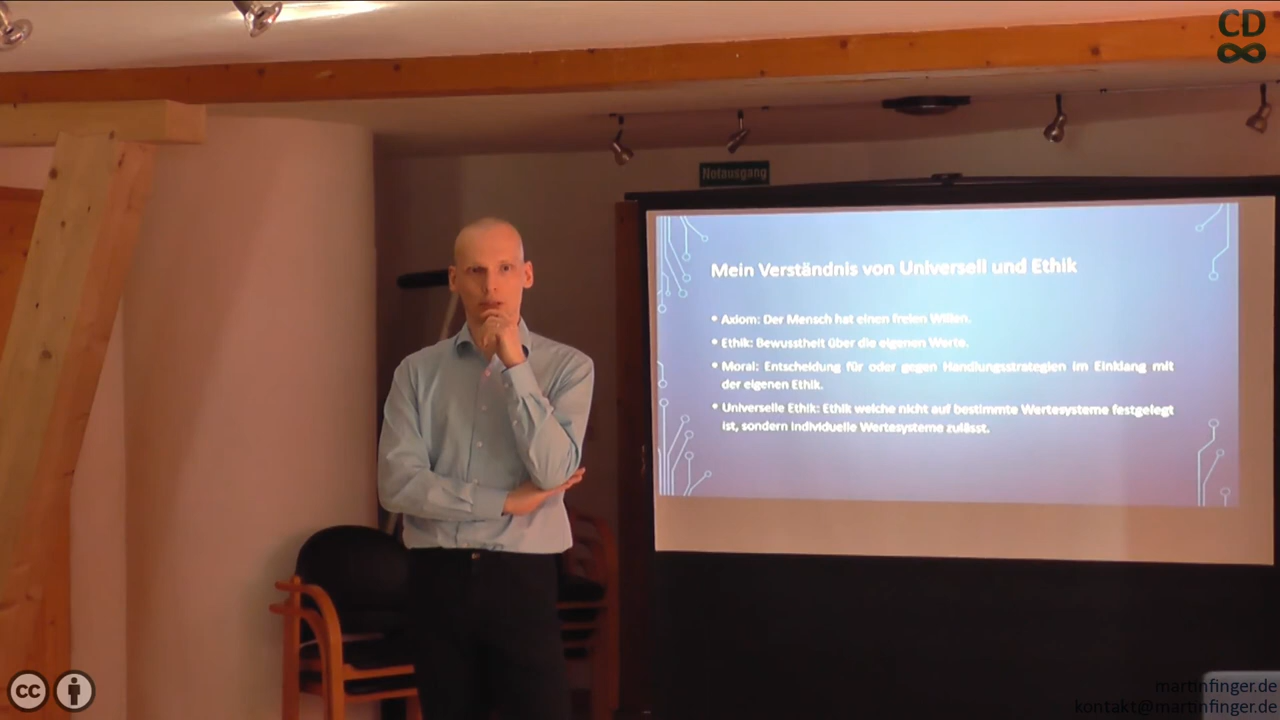 CD
Notausgang
Mein Verständnis von Universell und Ethik
• Axiom: Der Mensch hat einen freien Willen.
• Ethik: Bewusstheit über die eigenen Werte.
• Moral: Entscheidung für oder gegen Handlungsstrategien im Einklang mit
der eigenen Ethik.
• Universelle Ethik: Ethik welche nicht auf bestimmte Wertesysteme festgelegt
ist, sondern individuelle Wertesysteme zulässt.
cc
martinfinger.de
kontakt@martinfinger.de